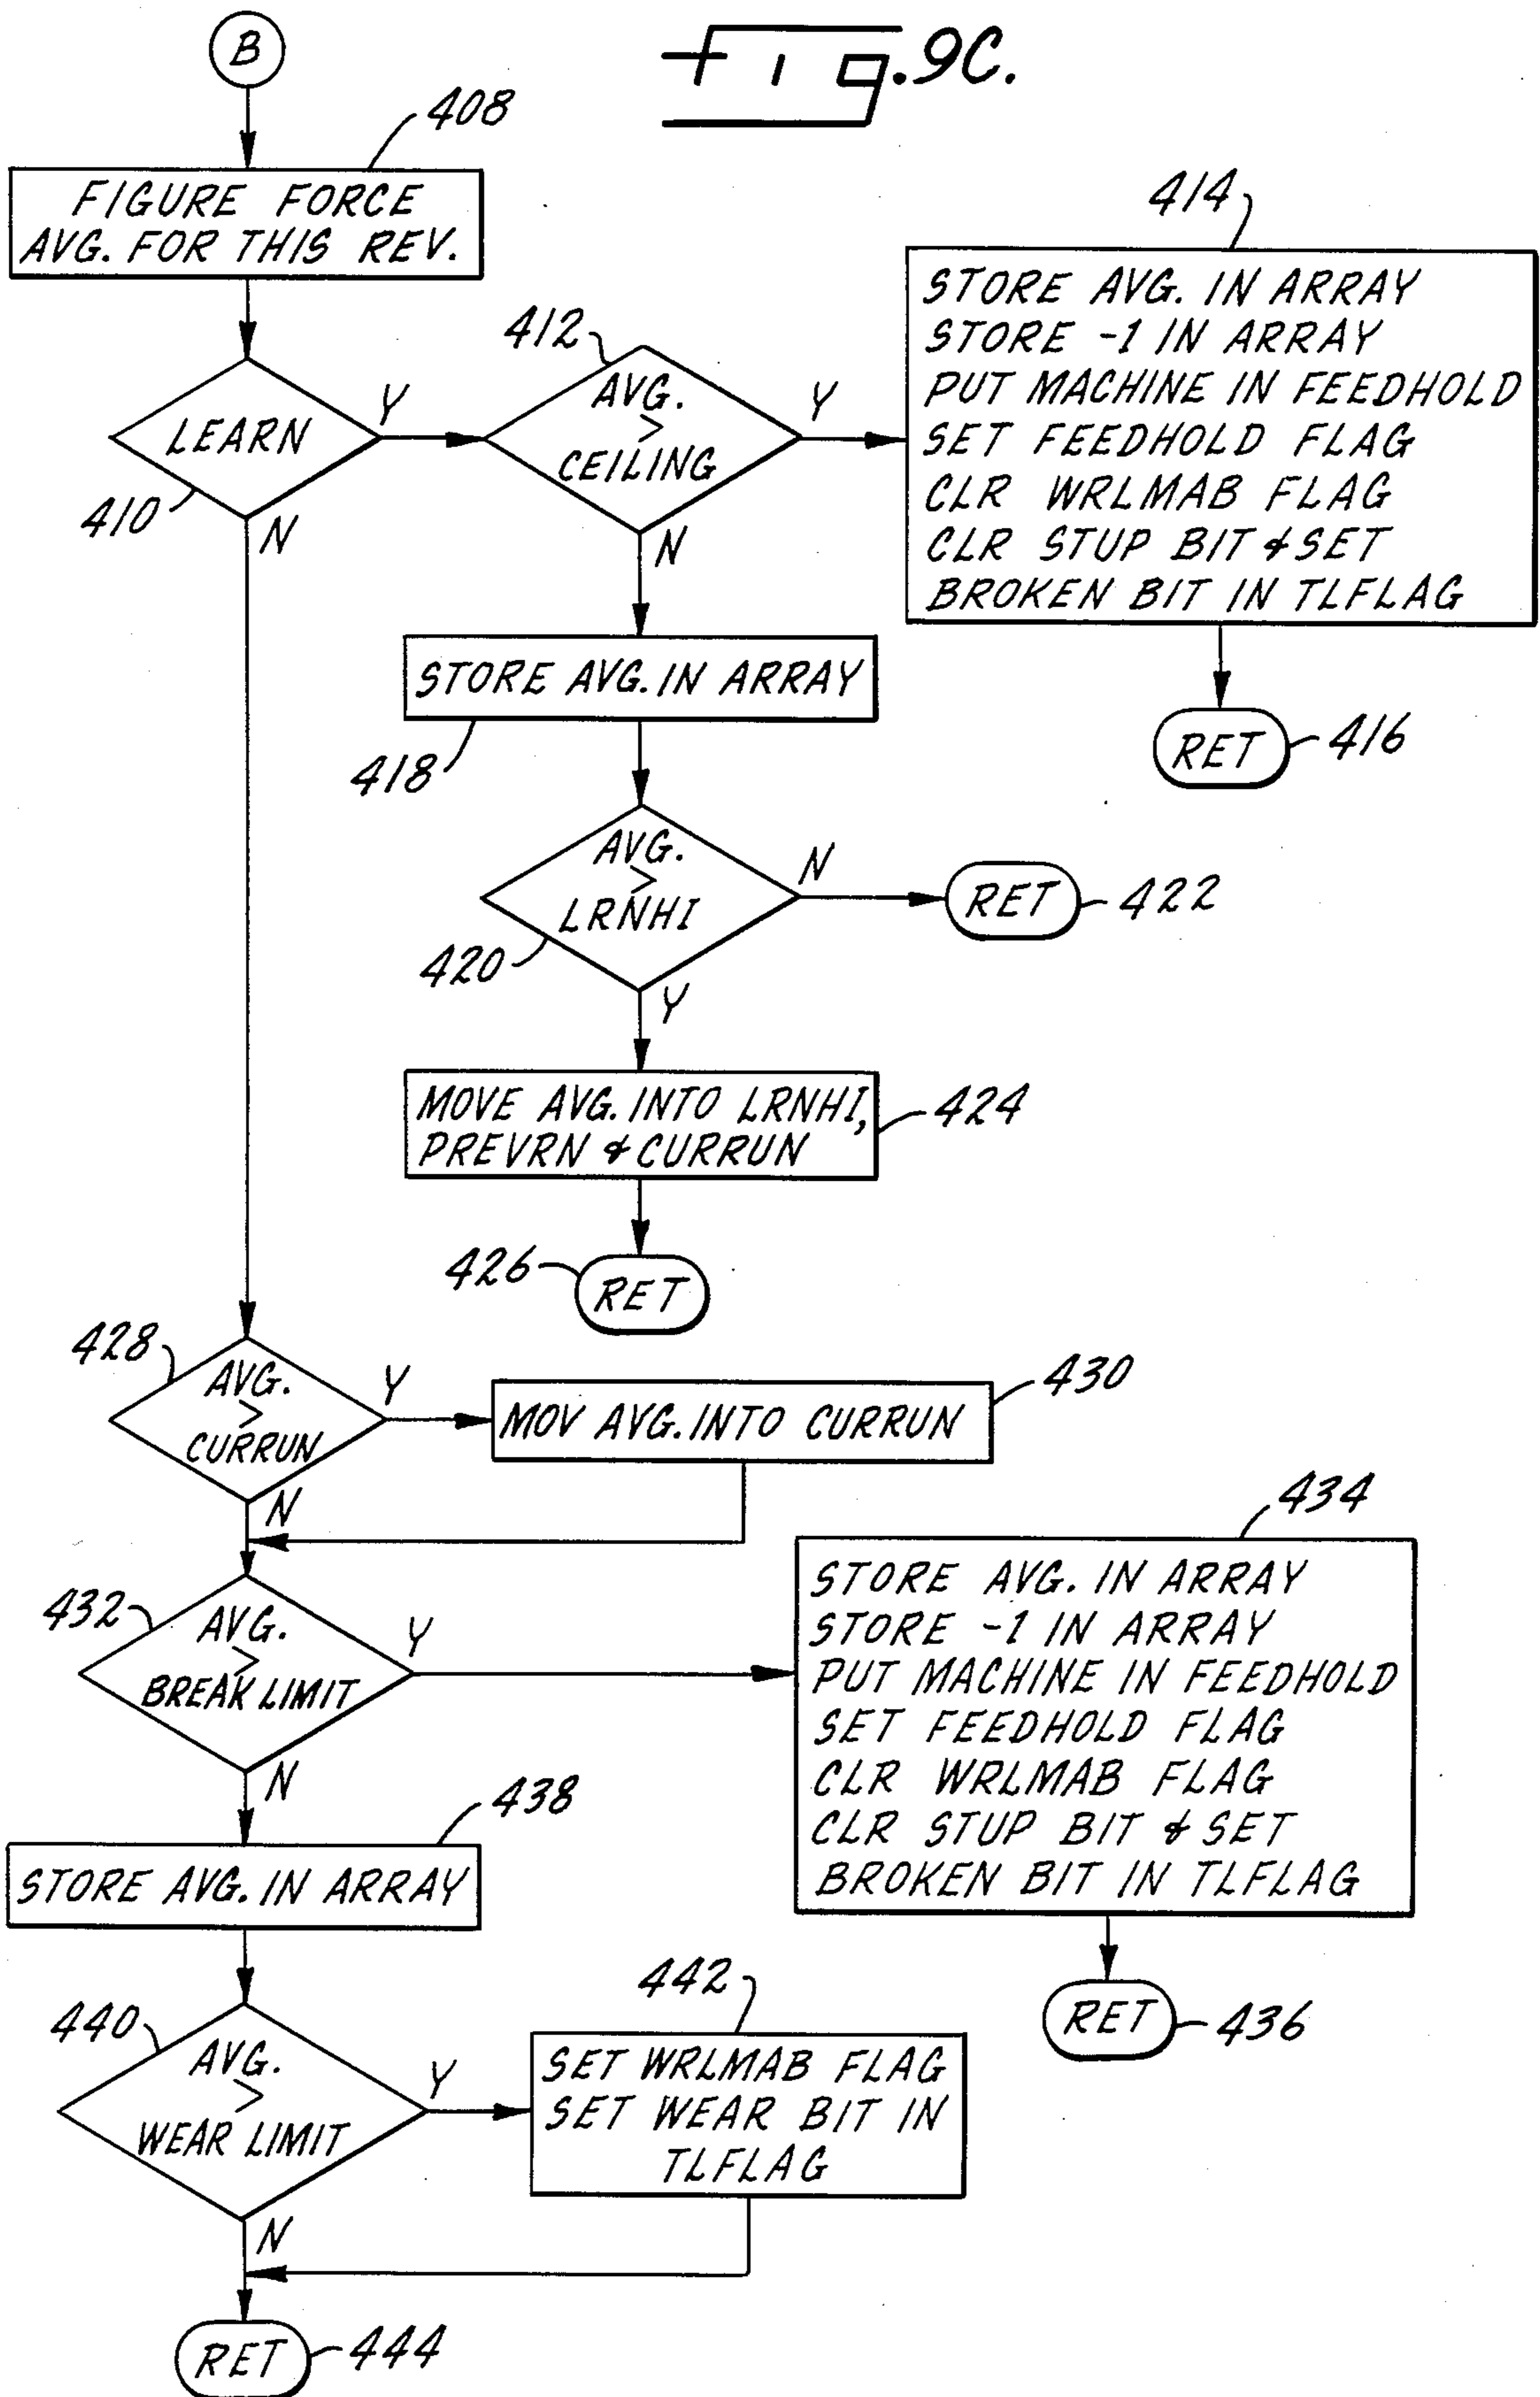 B
Fig. 9C.
408
FIGURE FORCE
AVG. FOR THIS REV.
414
STORE AVG. IN ARRAY
STORE -1 IN ARRAY
PUT MACHINE IN FEEDHOLD
SET FEEDHOLD FLAG
CLR WRLMAB FLAG
CLR STUP BIT & SET
BROKEN BIT IN TLFLAG
412
AVG.
>
CEILING
Y
N
LEARN
Y
410
N
STORE AVG. IN ARRAY
418
RET
416
AVG.
>
LRNHI
N
420
Y
RET
422
MOVE AVG. INTO LRNHI,
PREVRN & CURRUN
424
426
RET
428
AVG.
>
CURRUN
Y
N
MOV AVG. INTO CURRUN
430
432
AVG.
>
BREAK LIMIT
Y
N
434
STORE AVG. IN ARRAY
STORE -1 IN ARRAY
PUT MACHINE IN FEEDHOLD
SET FEEDHOLD FLAG
CLR WRLMAB FLAG
CLR STUP BIT & SET
BROKEN BIT IN TLFLAG
RET
436
438
STORE AVG. IN ARRAY
440
AVG.
>
WEAR LIMIT
Y
N
442
SET WRLMAB FLAG
SET WEAR BIT IN
TLFLAG
RET
444